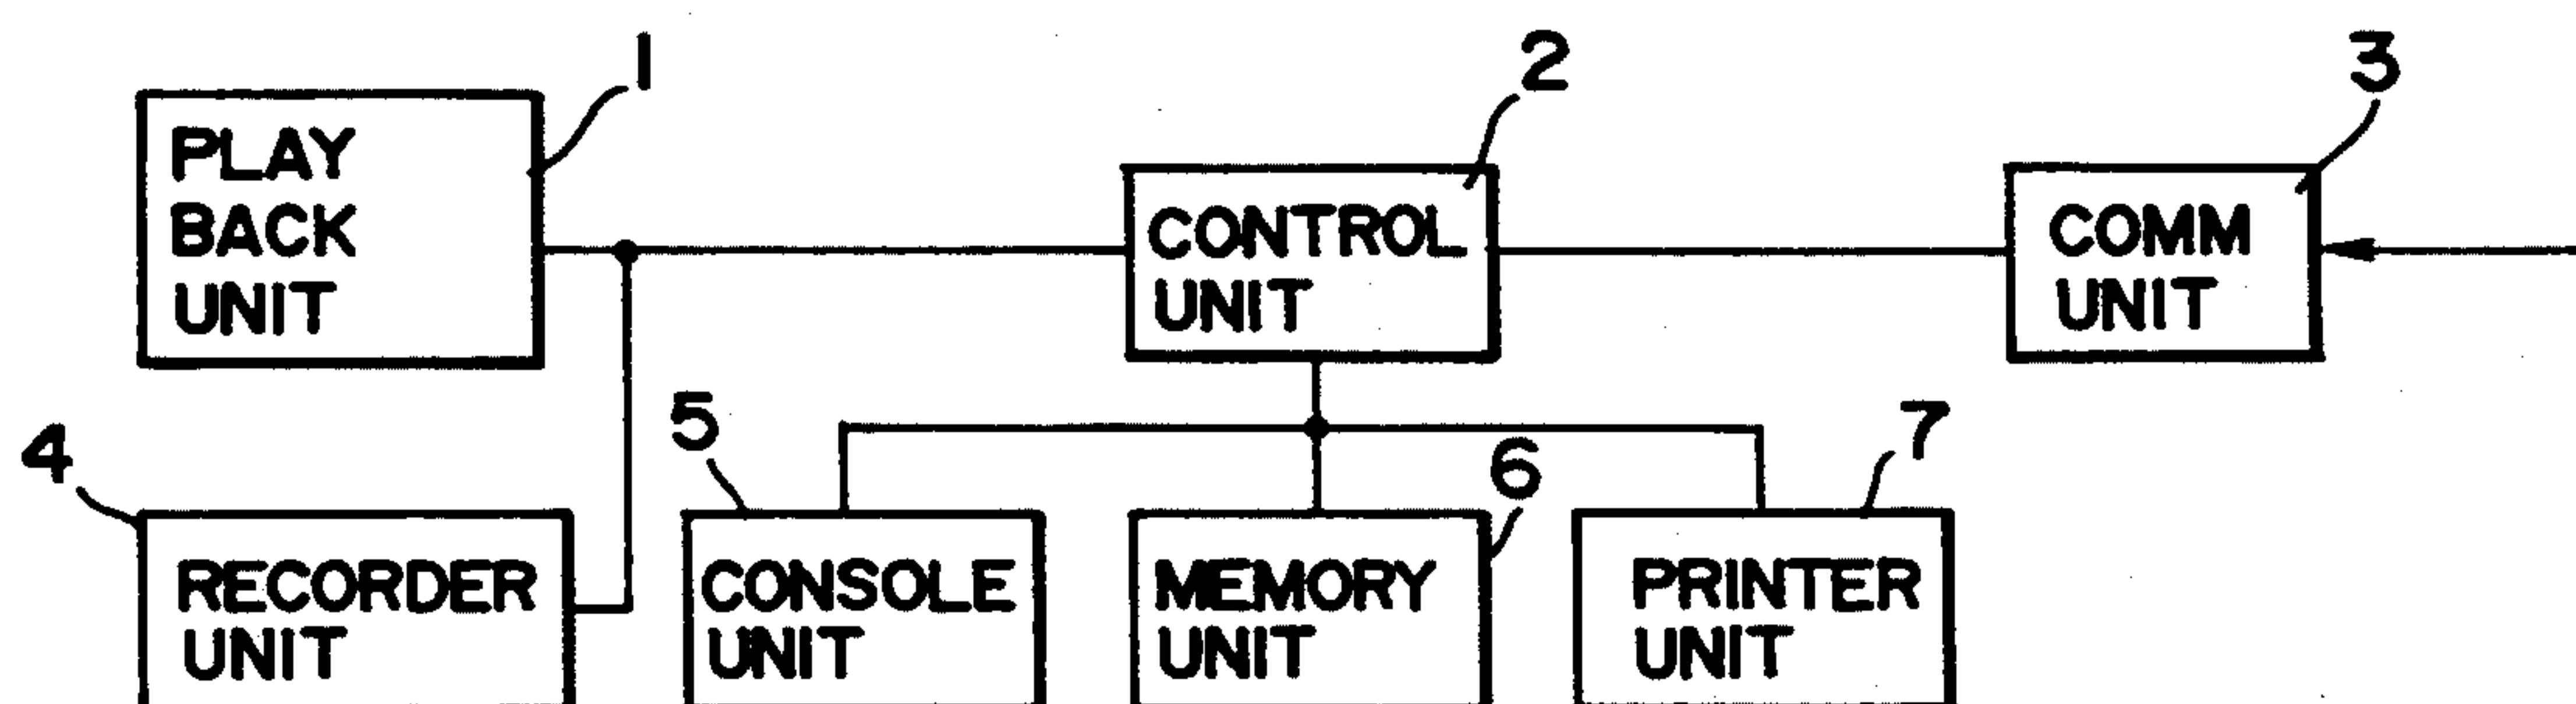 1
2
3
PLAY
BACK
UNIT
CONTROL
UNIT
COMM
UNIT
4
5
6
7
RECORDER
UNIT
CONSOLE
UNIT
MEMORY
UNIT
PRINTER
UNIT